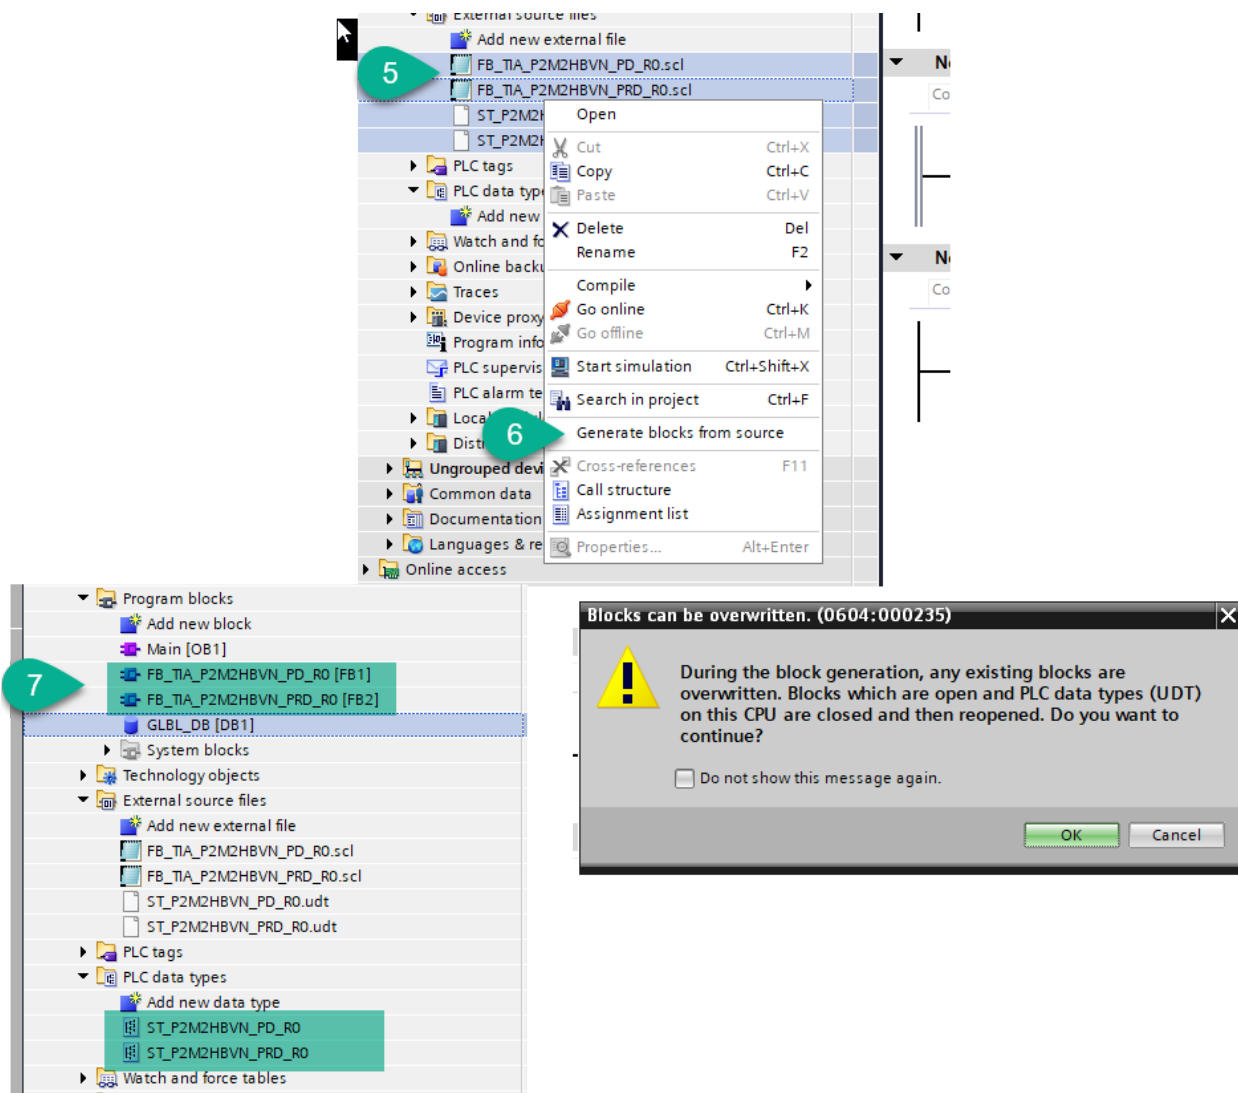 External source files
Add new external file
5
FB_TIA_P2M2HBVN_PD_R0.scl
FB_TIA_P2M2HBVN_PRD_R0.scl
ST_P2M2H
ST_P2M2H
PLC tags
PLC data type
Add new
Watch and fo
Online backu
Traces
Device proxy
Program info
PLC supervis
PLC alarm te
Loca
Dist
Ungrouped devi
Common data
Documentation
Languages & re
Online access
Open
Cut Ctrl+X
Copy Ctrl+C
Paste Ctrl+V
Delete Del
Rename F2
Compile
Go online Ctrl+K
Go offline Ctrl+M
Start simulation Ctrl+Shift+X
Search in project Ctrl+F
6
Generate blocks from source
Cross-references F11
Call structure
Assignment list
Properties... Alt+Enter
Co
Co
Program blocks
Add new block
Main [OB1]
7
FB_TIA_P2M2HBVN_PD_R0 [FB1]
FB_TIA_P2M2HBVN_PRD_R0 [FB2]
GLBL_DB [DB1]
System blocks
Technology objects
External source files
Add new external file
FB_TIA_P2M2HBVN_PD_R0.scl
FB_TIA_P2M2HBVN_PRD_R0.scl
ST_P2M2HBVN_PD_R0.udt
ST_P2M2HBVN_PRD_R0.udt
PLC tags
PLC data types
Add new data type
ST_P2M2HBVN_PD_R0
ST_P2M2HBVN_PRD_R0
Watch and force tables
Blocks can be overwritten. (0604:000235)
During the block generation, any existing blocks are
overwritten. Blocks which are open and PLC data types (UDT)
on this CPU are closed and then reopened. Do you want to
continue?
Do not show this message again.
OK Cancel